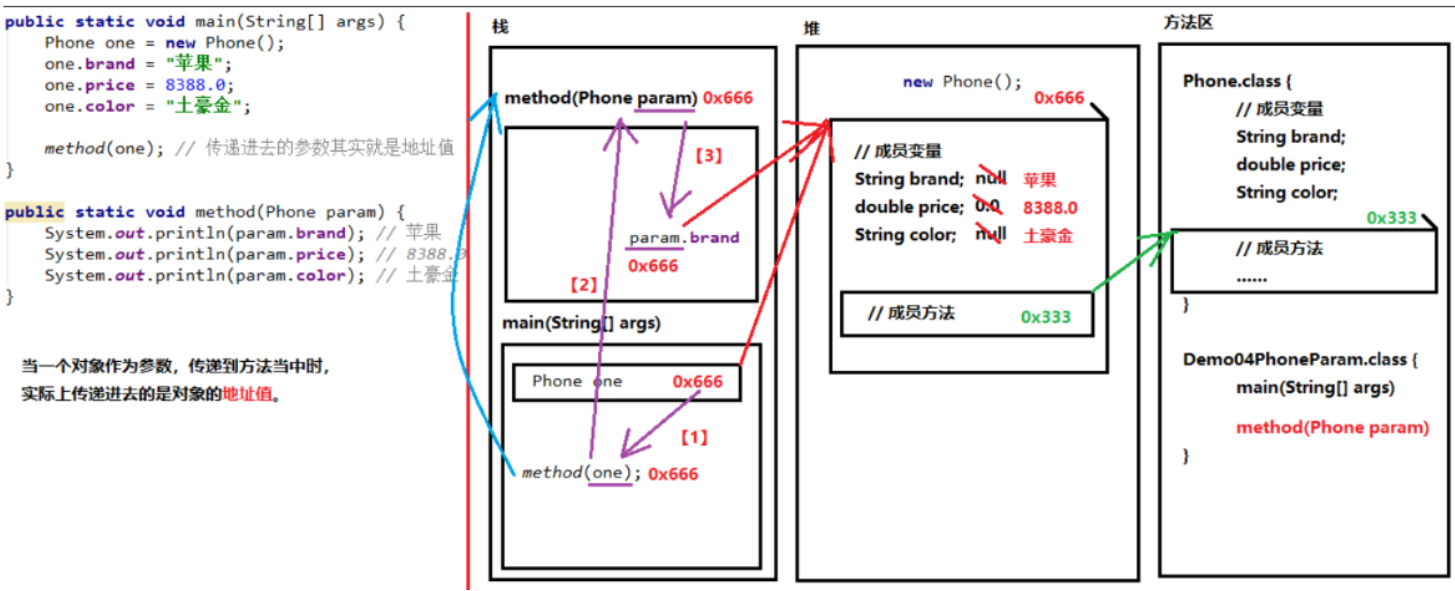 public static void main(String[] args) {
Phone one = new Phone();
one.brand = "苹果";
one.price = 8388.0;
one.color = "土豪金";
method(one); // 传递进去的参数其实就是地址值
}
public static void method(Phone param) {
System.out.println(param.brand); // 苹果
System.out.println(param.price); // 8388.0
System.out.println(param.color); // 土豪金
}
当一个对象作为参数，传递到方法当中时，
实际上传递进去的是对象的地址值。
栈
method(Phone param) 0x666
【3】
param.brand
0x666
【2】
main(String[] args)
Phone one 0x666
【1】
method(one); 0x666
堆
new Phone();
0x666
// 成员变量
String brand; null 苹果
double price; 0.0 8388.0
String color; null 土豪金
// 成员方法 0x333
方法区
Phone.class {
// 成员变量
String brand;
double price;
String color;
0x333
// 成员方法
......
}
Demo04PhoneParam.class {
main(String[] args)
method(Phone param)
}